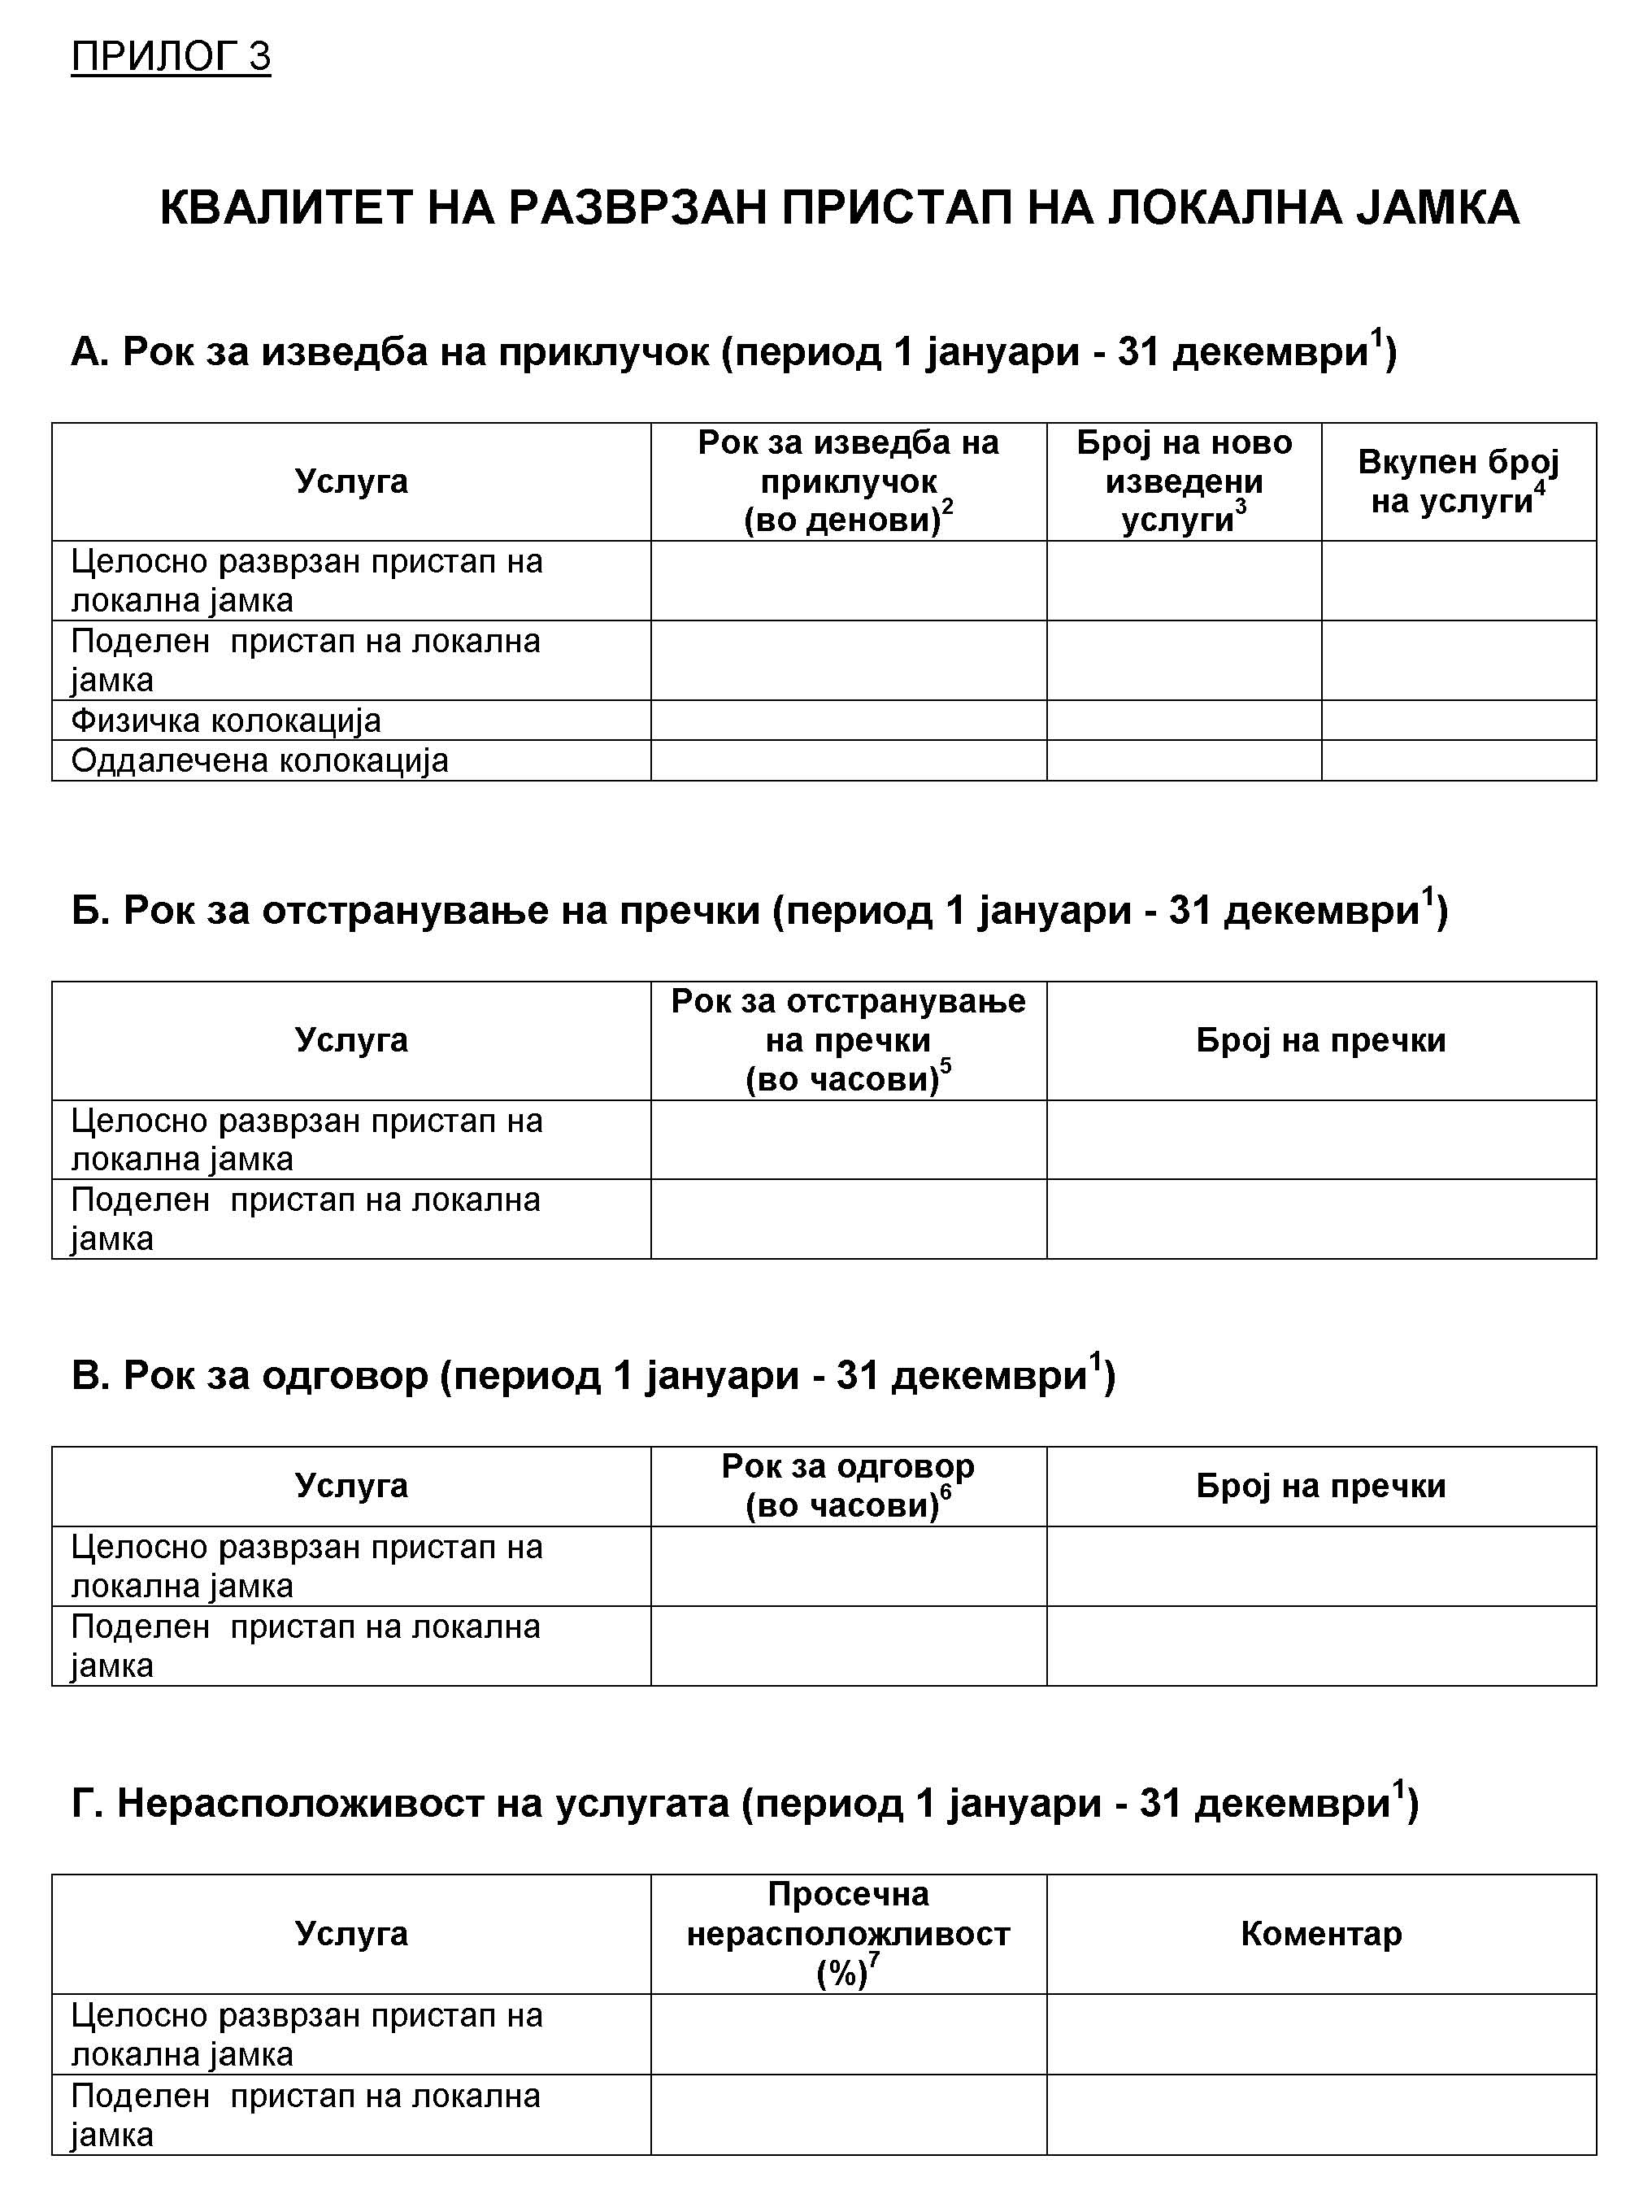 ПРИЛОГ 3
КВАЛИТЕТ НА РАЗВРЗАН ПРИСТАП НА ЛОКАЛНА ЈАМКА
А. Рок за изведба на приклучок (период 1 јануари - 31 декември¹)
Услуга
Рок за изведба на
приклучок
(во денови)²
Број на ново
изведени
услуги³
Вкупен број
на услуги⁴
Целосно разврзан пристап на
локална јамка
Поделен  пристап на локална
јамка
Физичка колокација
Оддалечена колокација
Б. Рок за отстранување на пречки (период 1 јануари - 31 декември¹)
Услуга
Рок за отстранување
на пречки
(во часови)⁵
Број на пречки
Целосно разврзан пристап на
локална јамка
Поделен  пристап на локална
јамка
В. Рок за одговор (период 1 јануари - 31 декември¹)
Услуга
Рок за одговор
(во часови)⁶
Број на пречки
Целосно разврзан пристап на
локална јамка
Поделен  пристап на локална
јамка
Г. Нерасположивост на услугата (период 1 јануари - 31 декември¹)
Услуга
Просечна
нерасположливост
(%)⁷
Коментар
Целосно разврзан пристап на
локална јамка
Поделен  пристап на локална
јамка